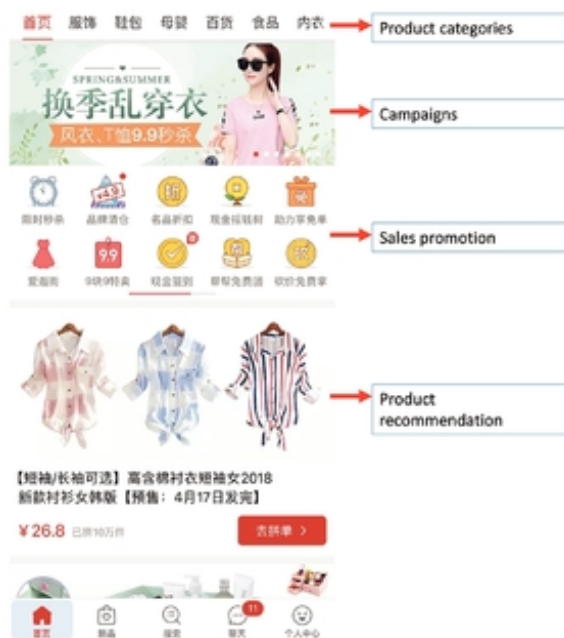 首页 服饰 鞋包 母婴 百货 食品 内衣
Product categories
SPRING&SUMMER
换季乱穿衣
风衣、T恤9.9秒杀
Campaigns
限时秒杀 品牌清仓 名品折扣 现金摇钱树 助力享免单
Sales promotion
9.9
爱逛街 9块9特卖 现金签到 帮帮免费团 砍价免费拿
Product
recommendation
【短袖/长袖可选】高含棉衬衣短袖女2018
新款衬衫女韩版【预售：4月17日发完】
¥26.8 已拼10万件 去拼单 >
11
首页 新品 搜索 聊天 个人中心